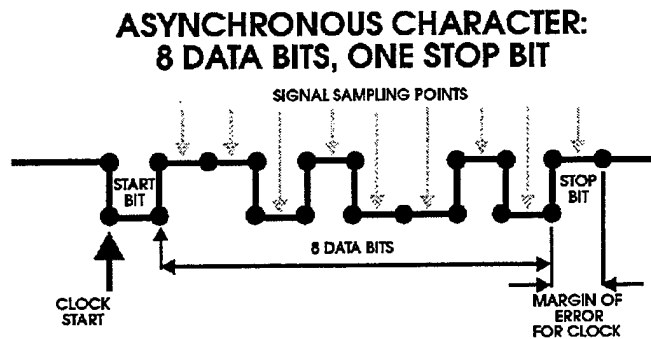 ASYNCHRONOUS CHARACTER:
8 DATA BITS, ONE STOP BIT
SIGNAL SAMPLING POINTS
START
BIT
STOP
BIT
8 DATA BITS
CLOCK
START
MARGIN OF
ERROR
FOR CLOCK